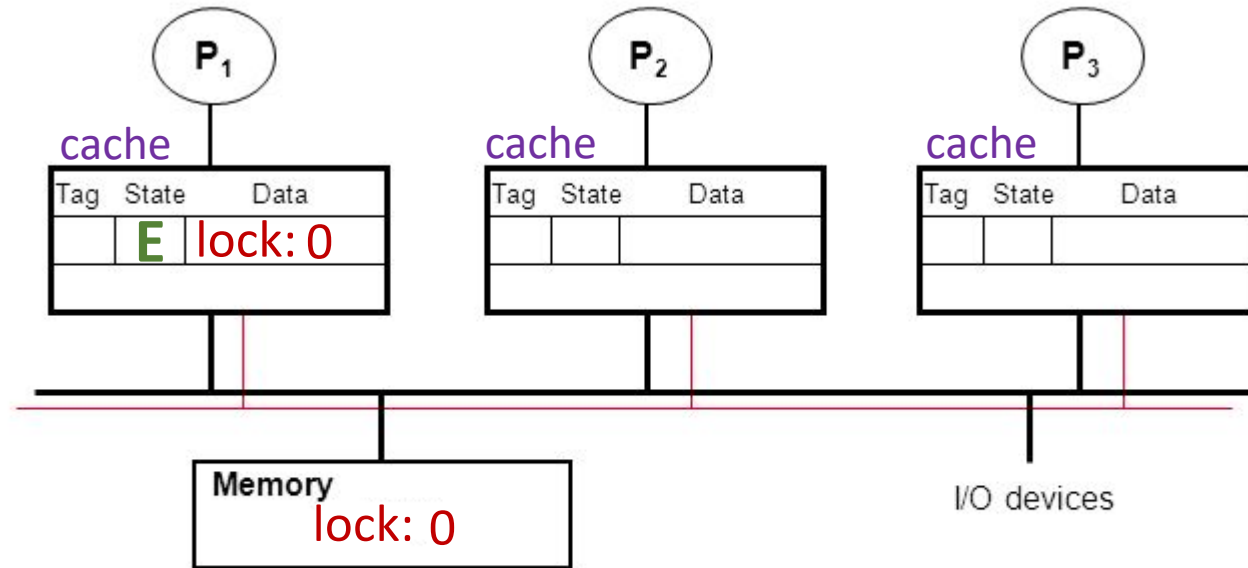 P1 P2 P3
cache cache cache
Tag State Data Tag State Data Tag State Data
E lock: 0
Memory
lock: 0
I/O devices